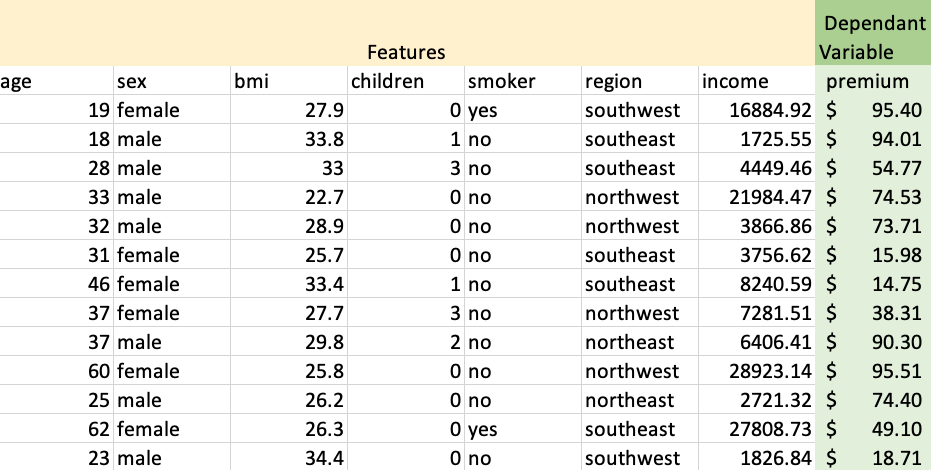 Dependant
Features Variable
age sex bmi children smoker region income premium
19 female 27.9 0 yes southwest 16884.92 $ 95.40
18 male 33.8 1 no southeast 1725.55 $ 94.01
28 male 33 3 no southeast 4449.46 $ 54.77
33 male 22.7 0 no northwest 21984.47 $ 74.53
32 male 28.9 0 no northwest 3866.86 $ 73.71
31 female 25.7 0 no southeast 3756.62 $ 15.98
46 female 33.4 1 no southeast 8240.59 $ 14.75
37 female 27.7 3 no northwest 7281.51 $ 38.31
37 male 29.8 2 no northeast 6406.41 $ 90.30
60 female 25.8 0 no northwest 28923.14 $ 95.51
25 male 26.2 0 no northeast 2721.32 $ 74.40
62 female 26.3 0 yes southeast 27808.73 $ 49.10
23 male 34.4 0 no southwest 1826.84 $ 18.71